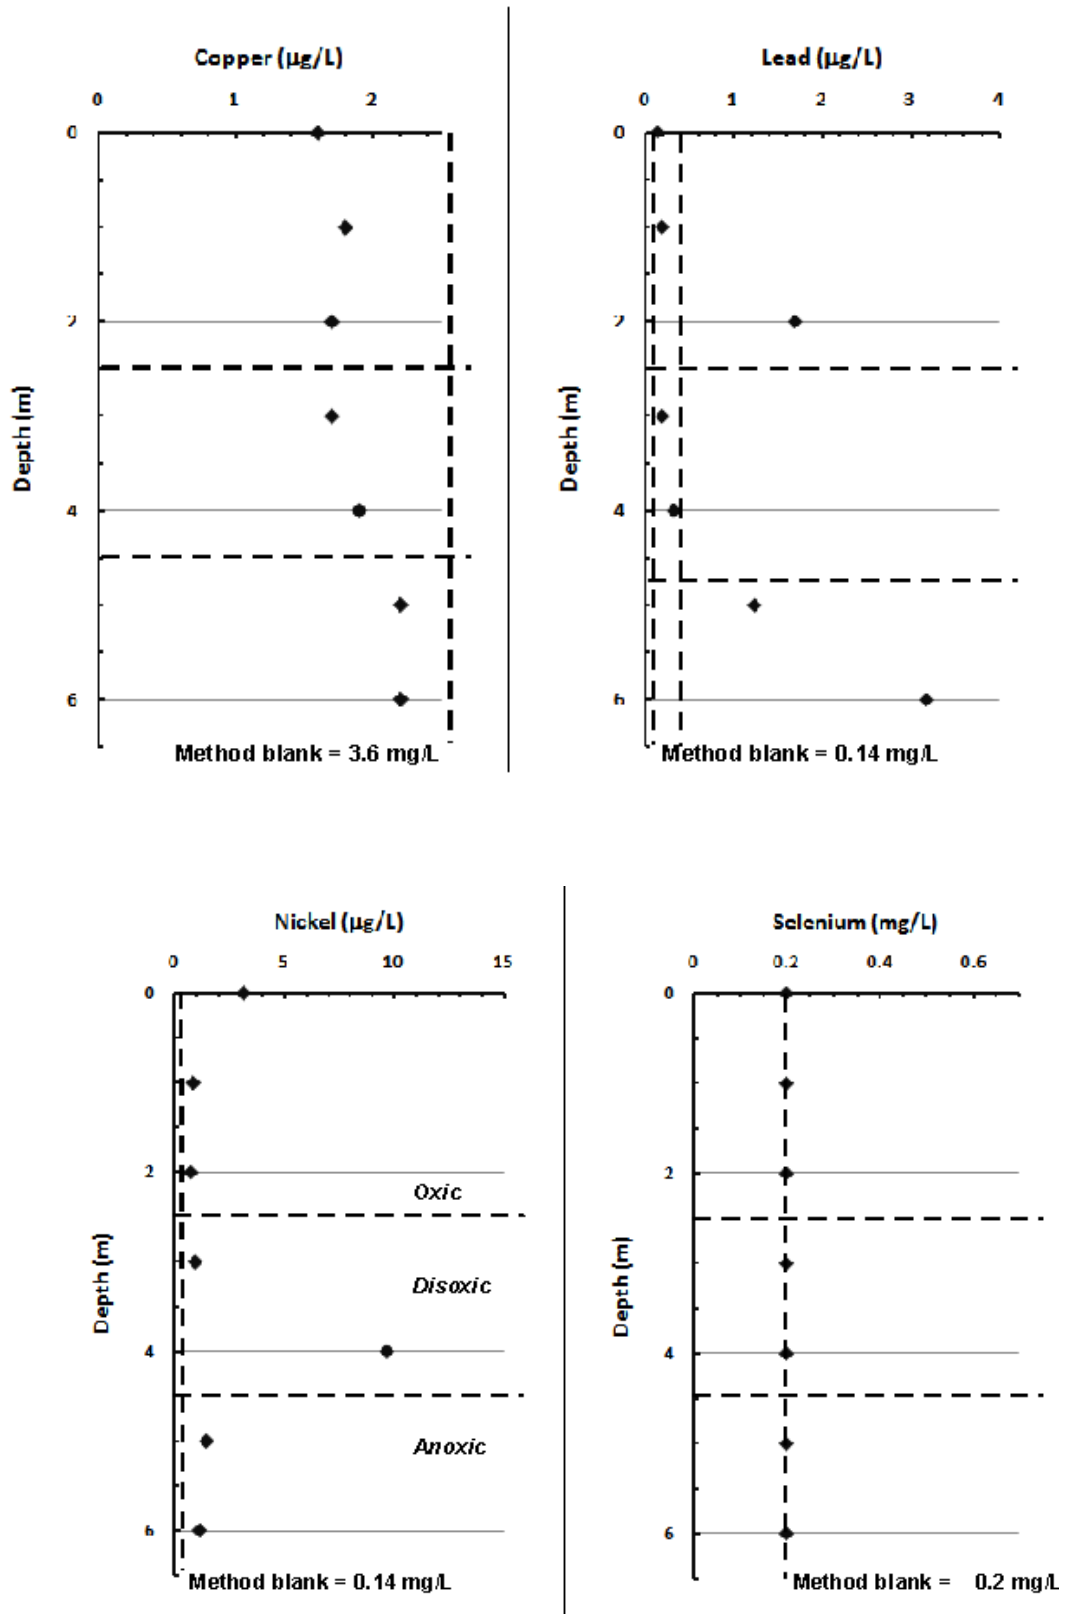 Copper (µg/L)
0 1 2
0
2
4
6
Depth (m)
Method blank = 3.6 mg/L
Lead (µg/L)
0 1 2 3 4
0
2
4
6
Depth (m)
Method blank = 0.14 mg/L
Nickel (µg/L)
0 5 10 15
0
2
4
6
Depth (m)
Oxic
Disoxic
Anoxic
Method blank = 0.14 mg/L
Selenium (mg/L)
0 0.2 0.4 0.6
0
2
4
6
Depth (m)
Method blank = 0.2 mg/L